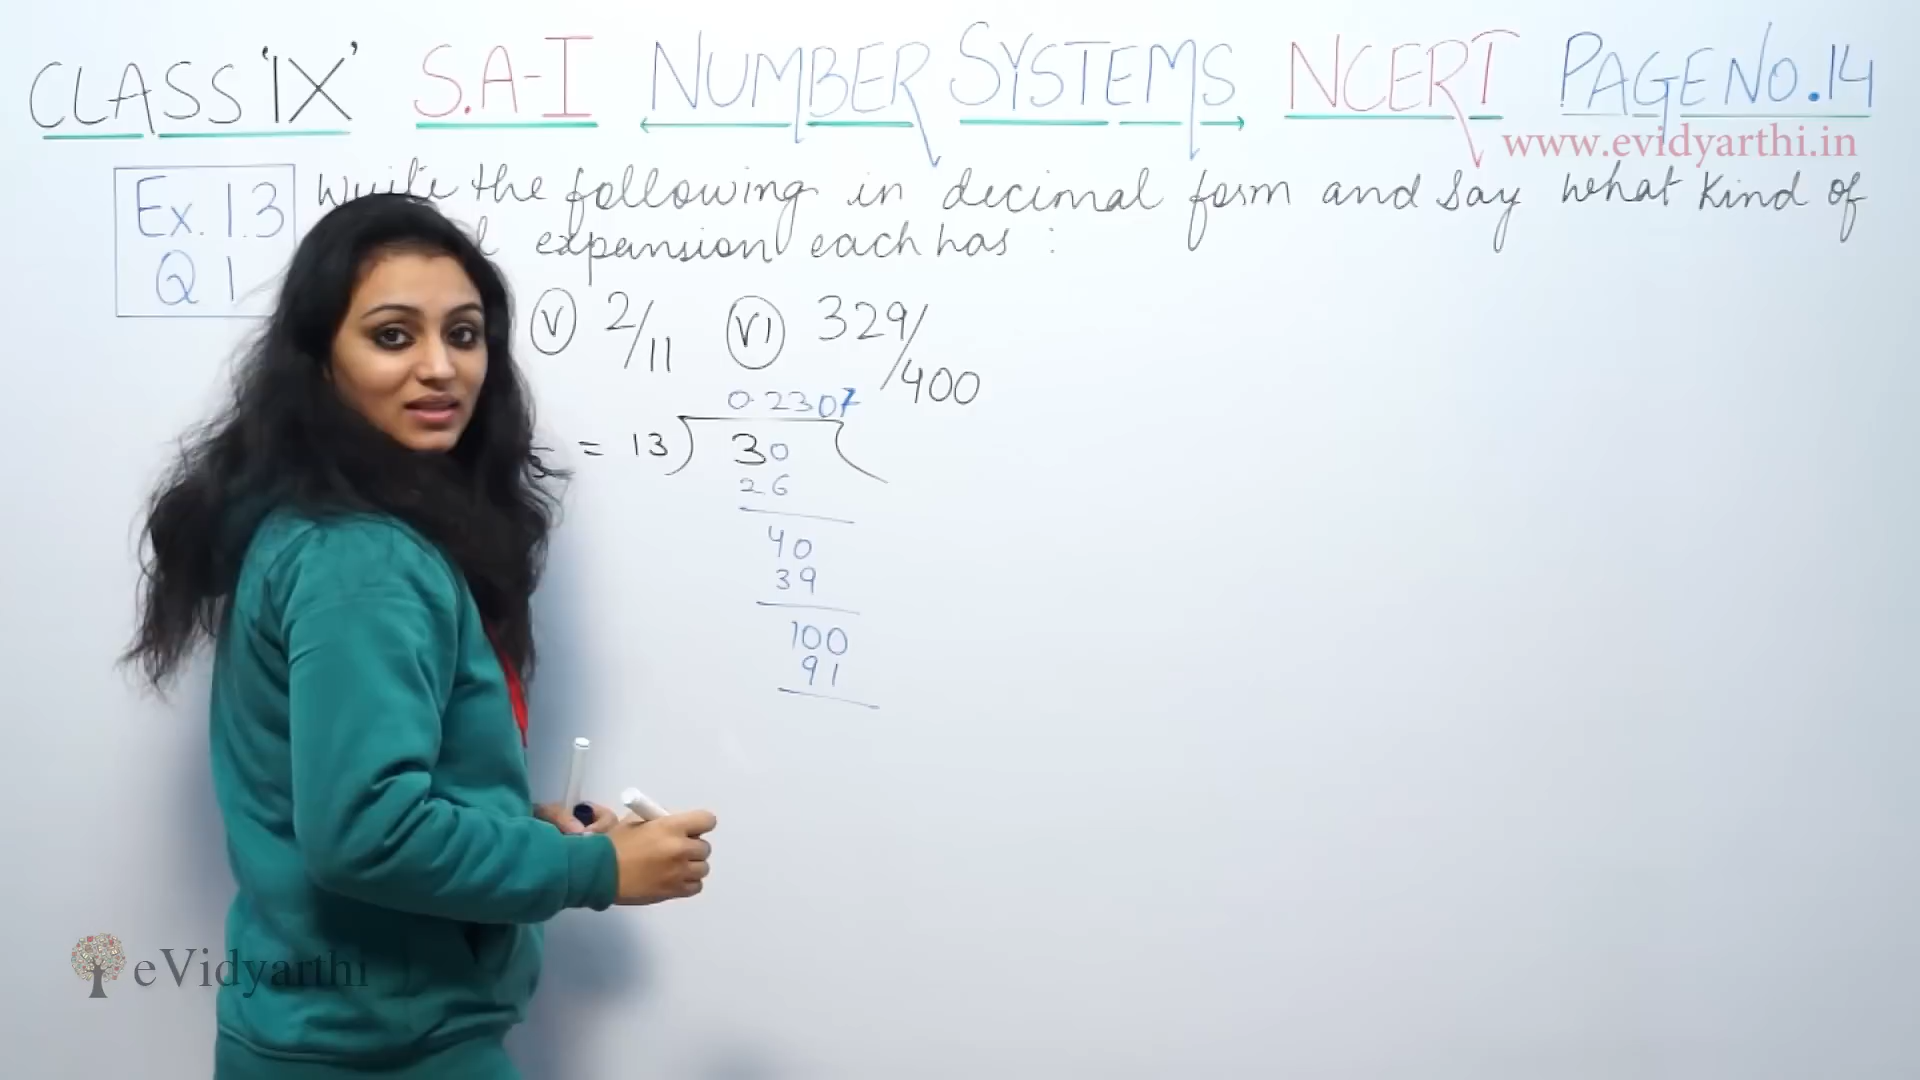 CLASS 'IX' S.A-I NUMBER SYSTEMS NCERT PAGE NO.14
www.evidyarthi.in
Ex. 1.3 Write the following in decimal form and say what kind of
Q 1 expansion each has :
V 2/11 VI 329/400
0.2307
= 13 30
26
40
39
100
91
eVidyarthi